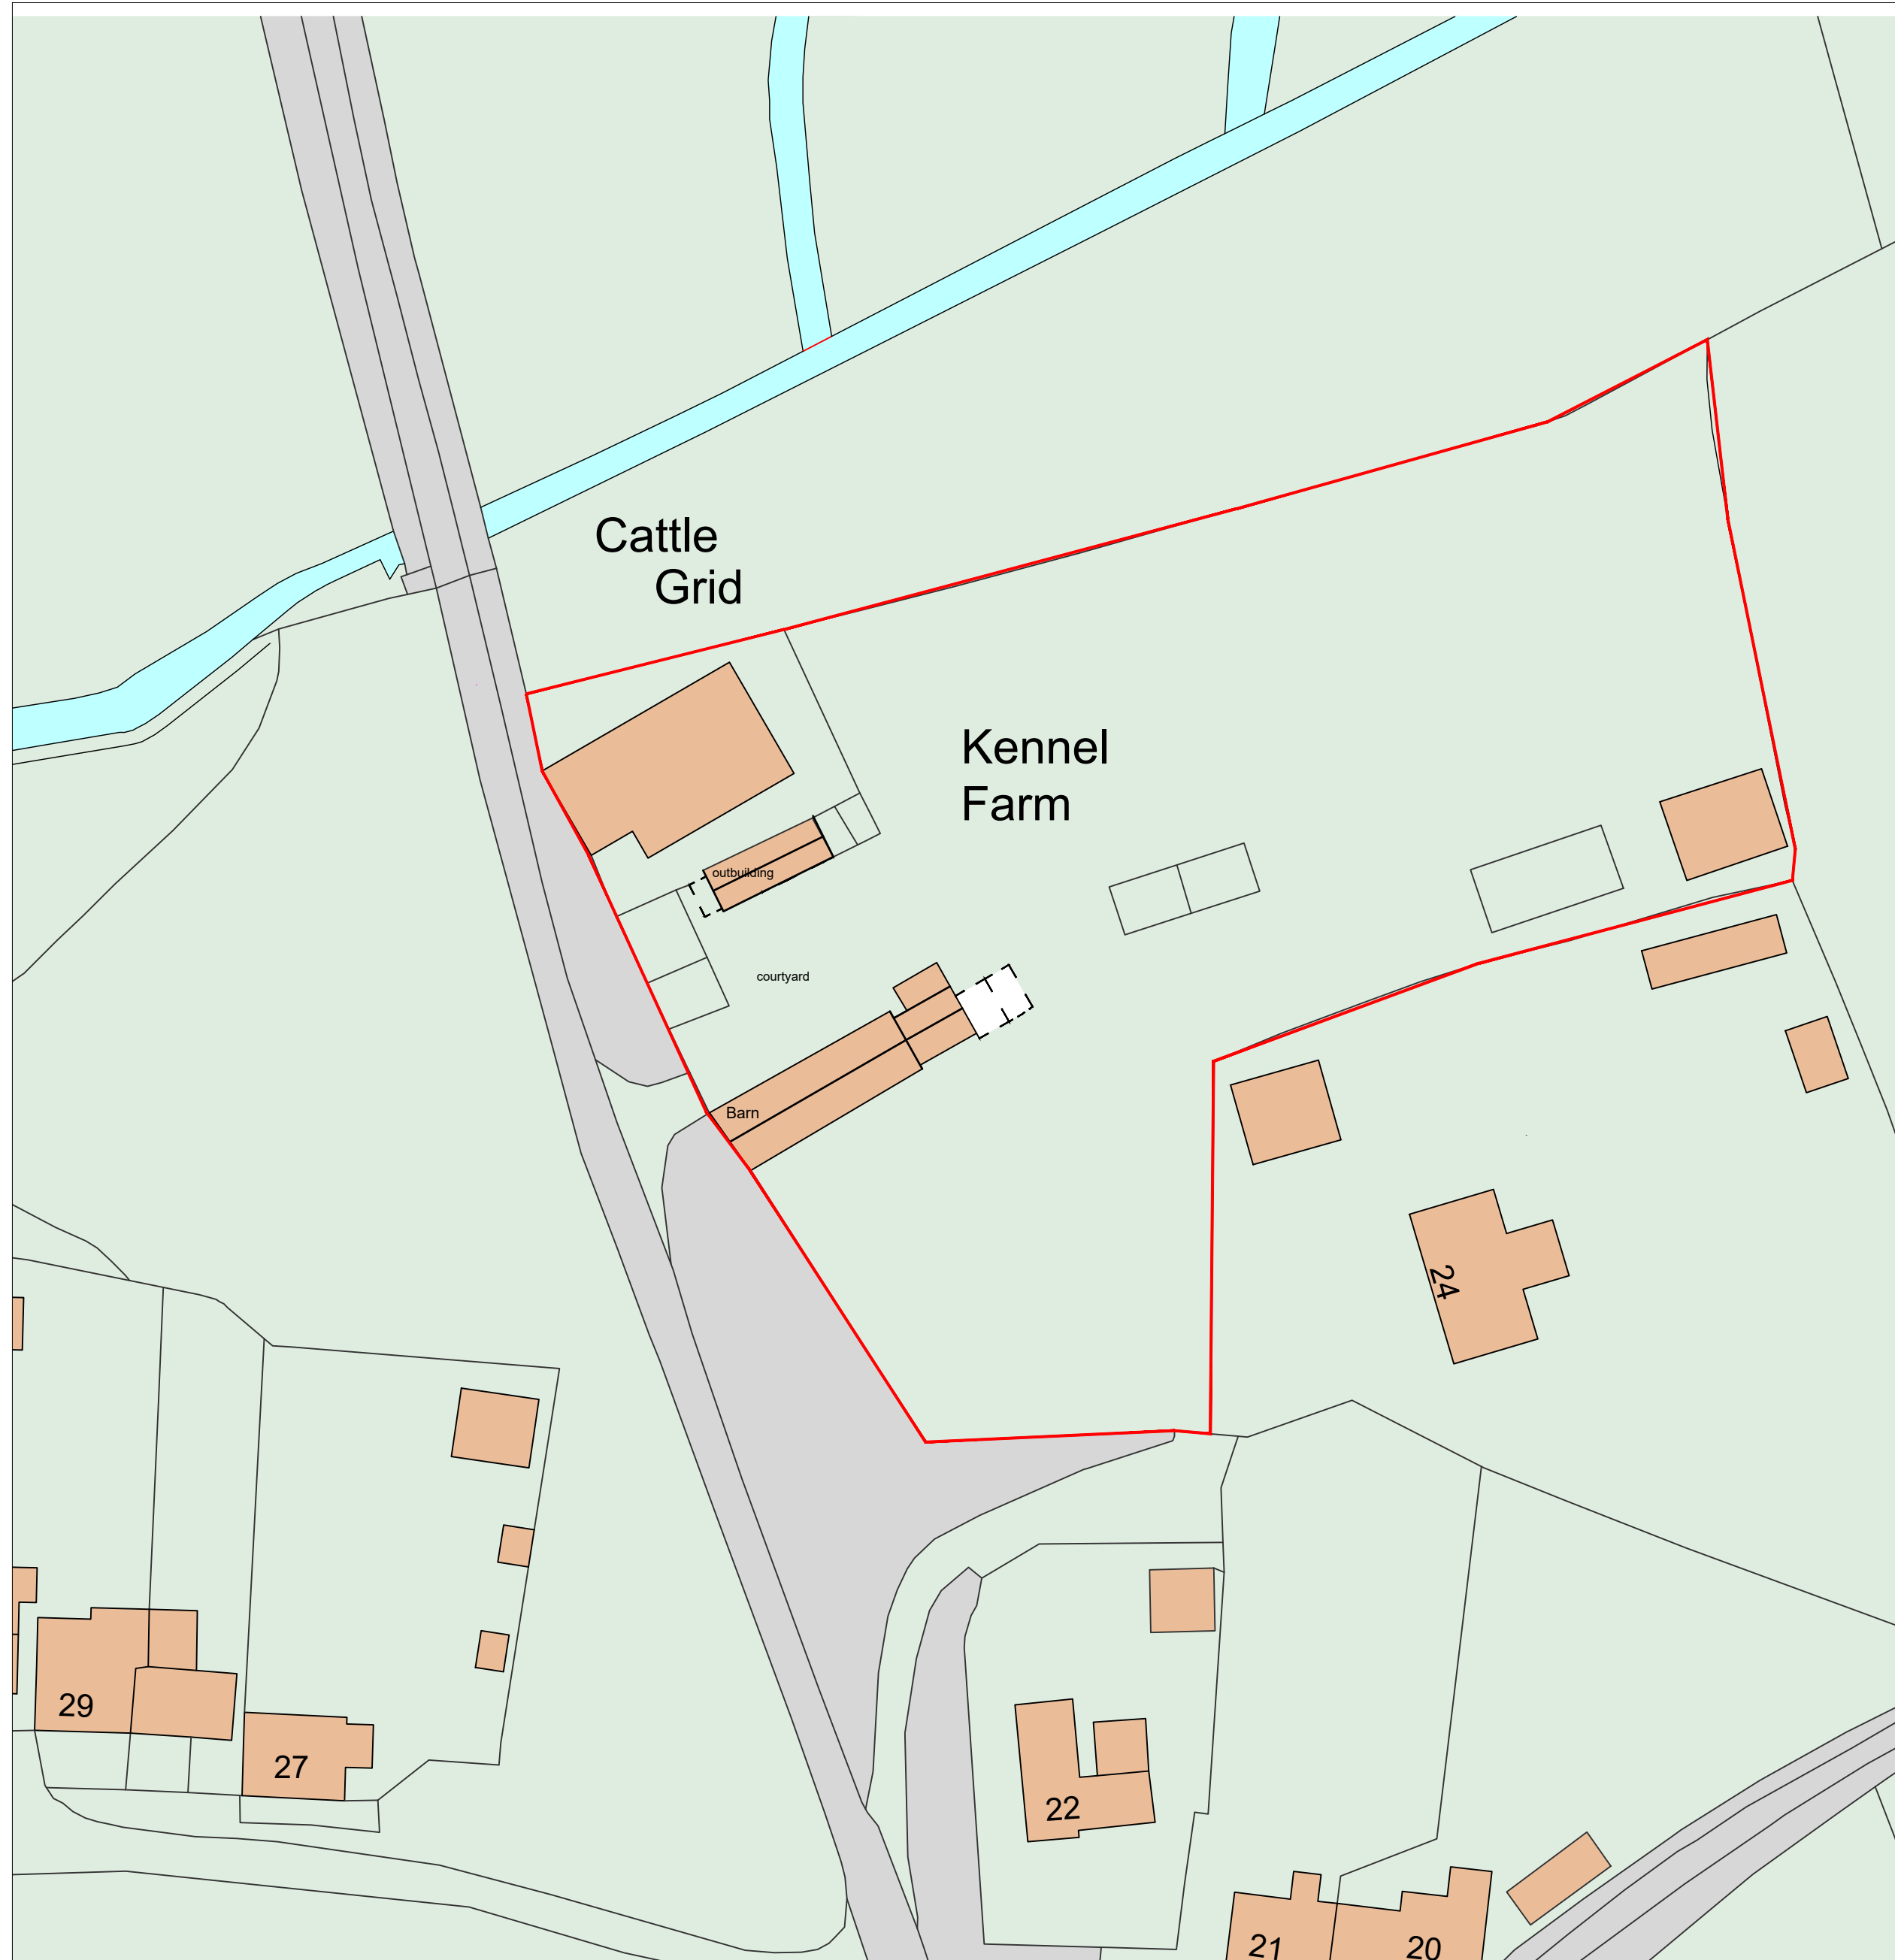 Cattle
Grid
Kennel
Farm
outbuilding
courtyard
Barn
24
29
27
22
21
20